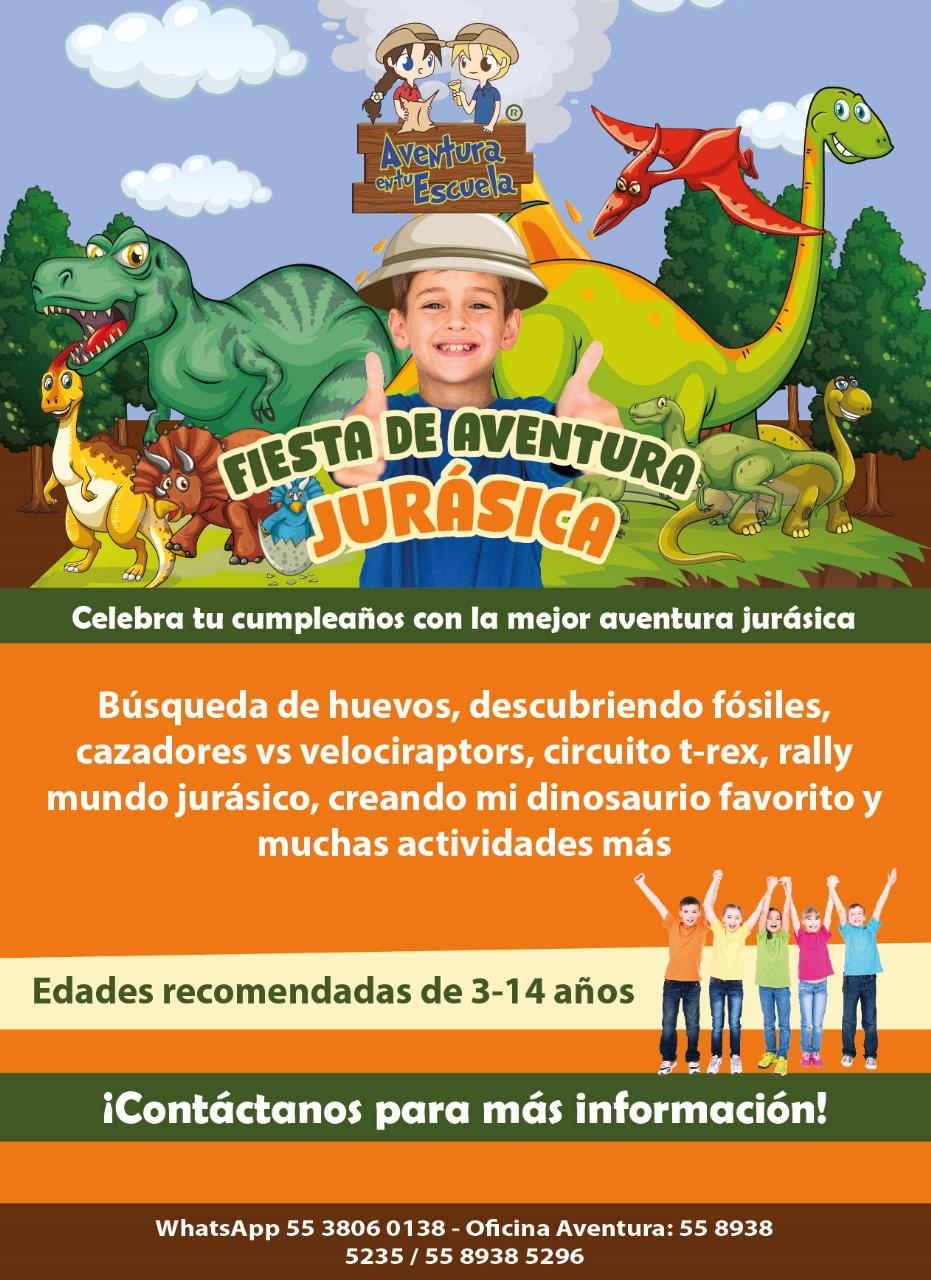 Aventura
en tu Escuela
®
FIESTA DE AVENTURA
JURÁSICA
Celebra tu cumpleaños con la mejor aventura jurásica
Búsqueda de huevos, descubriendo fósiles,
cazadores vs velociraptors, circuito t-rex, rally
mundo jurásico, creando mi dinosaurio favorito y
muchas actividades más
Edades recomendadas de 3-14 años
¡Contáctanos para más información!
WhatsApp 55 3806 0138 - Oficina Aventura: 55 8938
5235 / 55 8938 5296